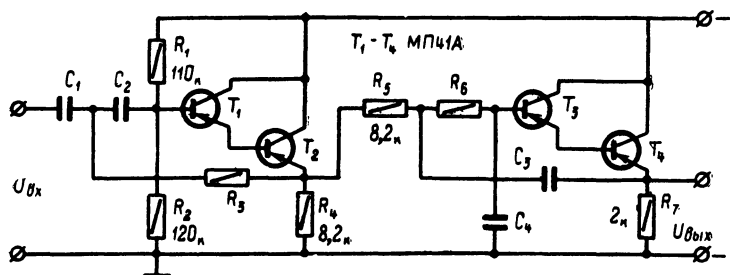 T₁ - T₄ МП41А
R₁
110к
C₁
C₂
T₁
T₂
R₃
R₂
120к
R₄
8,2к
Uвх
R₅
8,2к
R₆
T₃
T₄
C₃
C₄
R₇
2к
Uвых